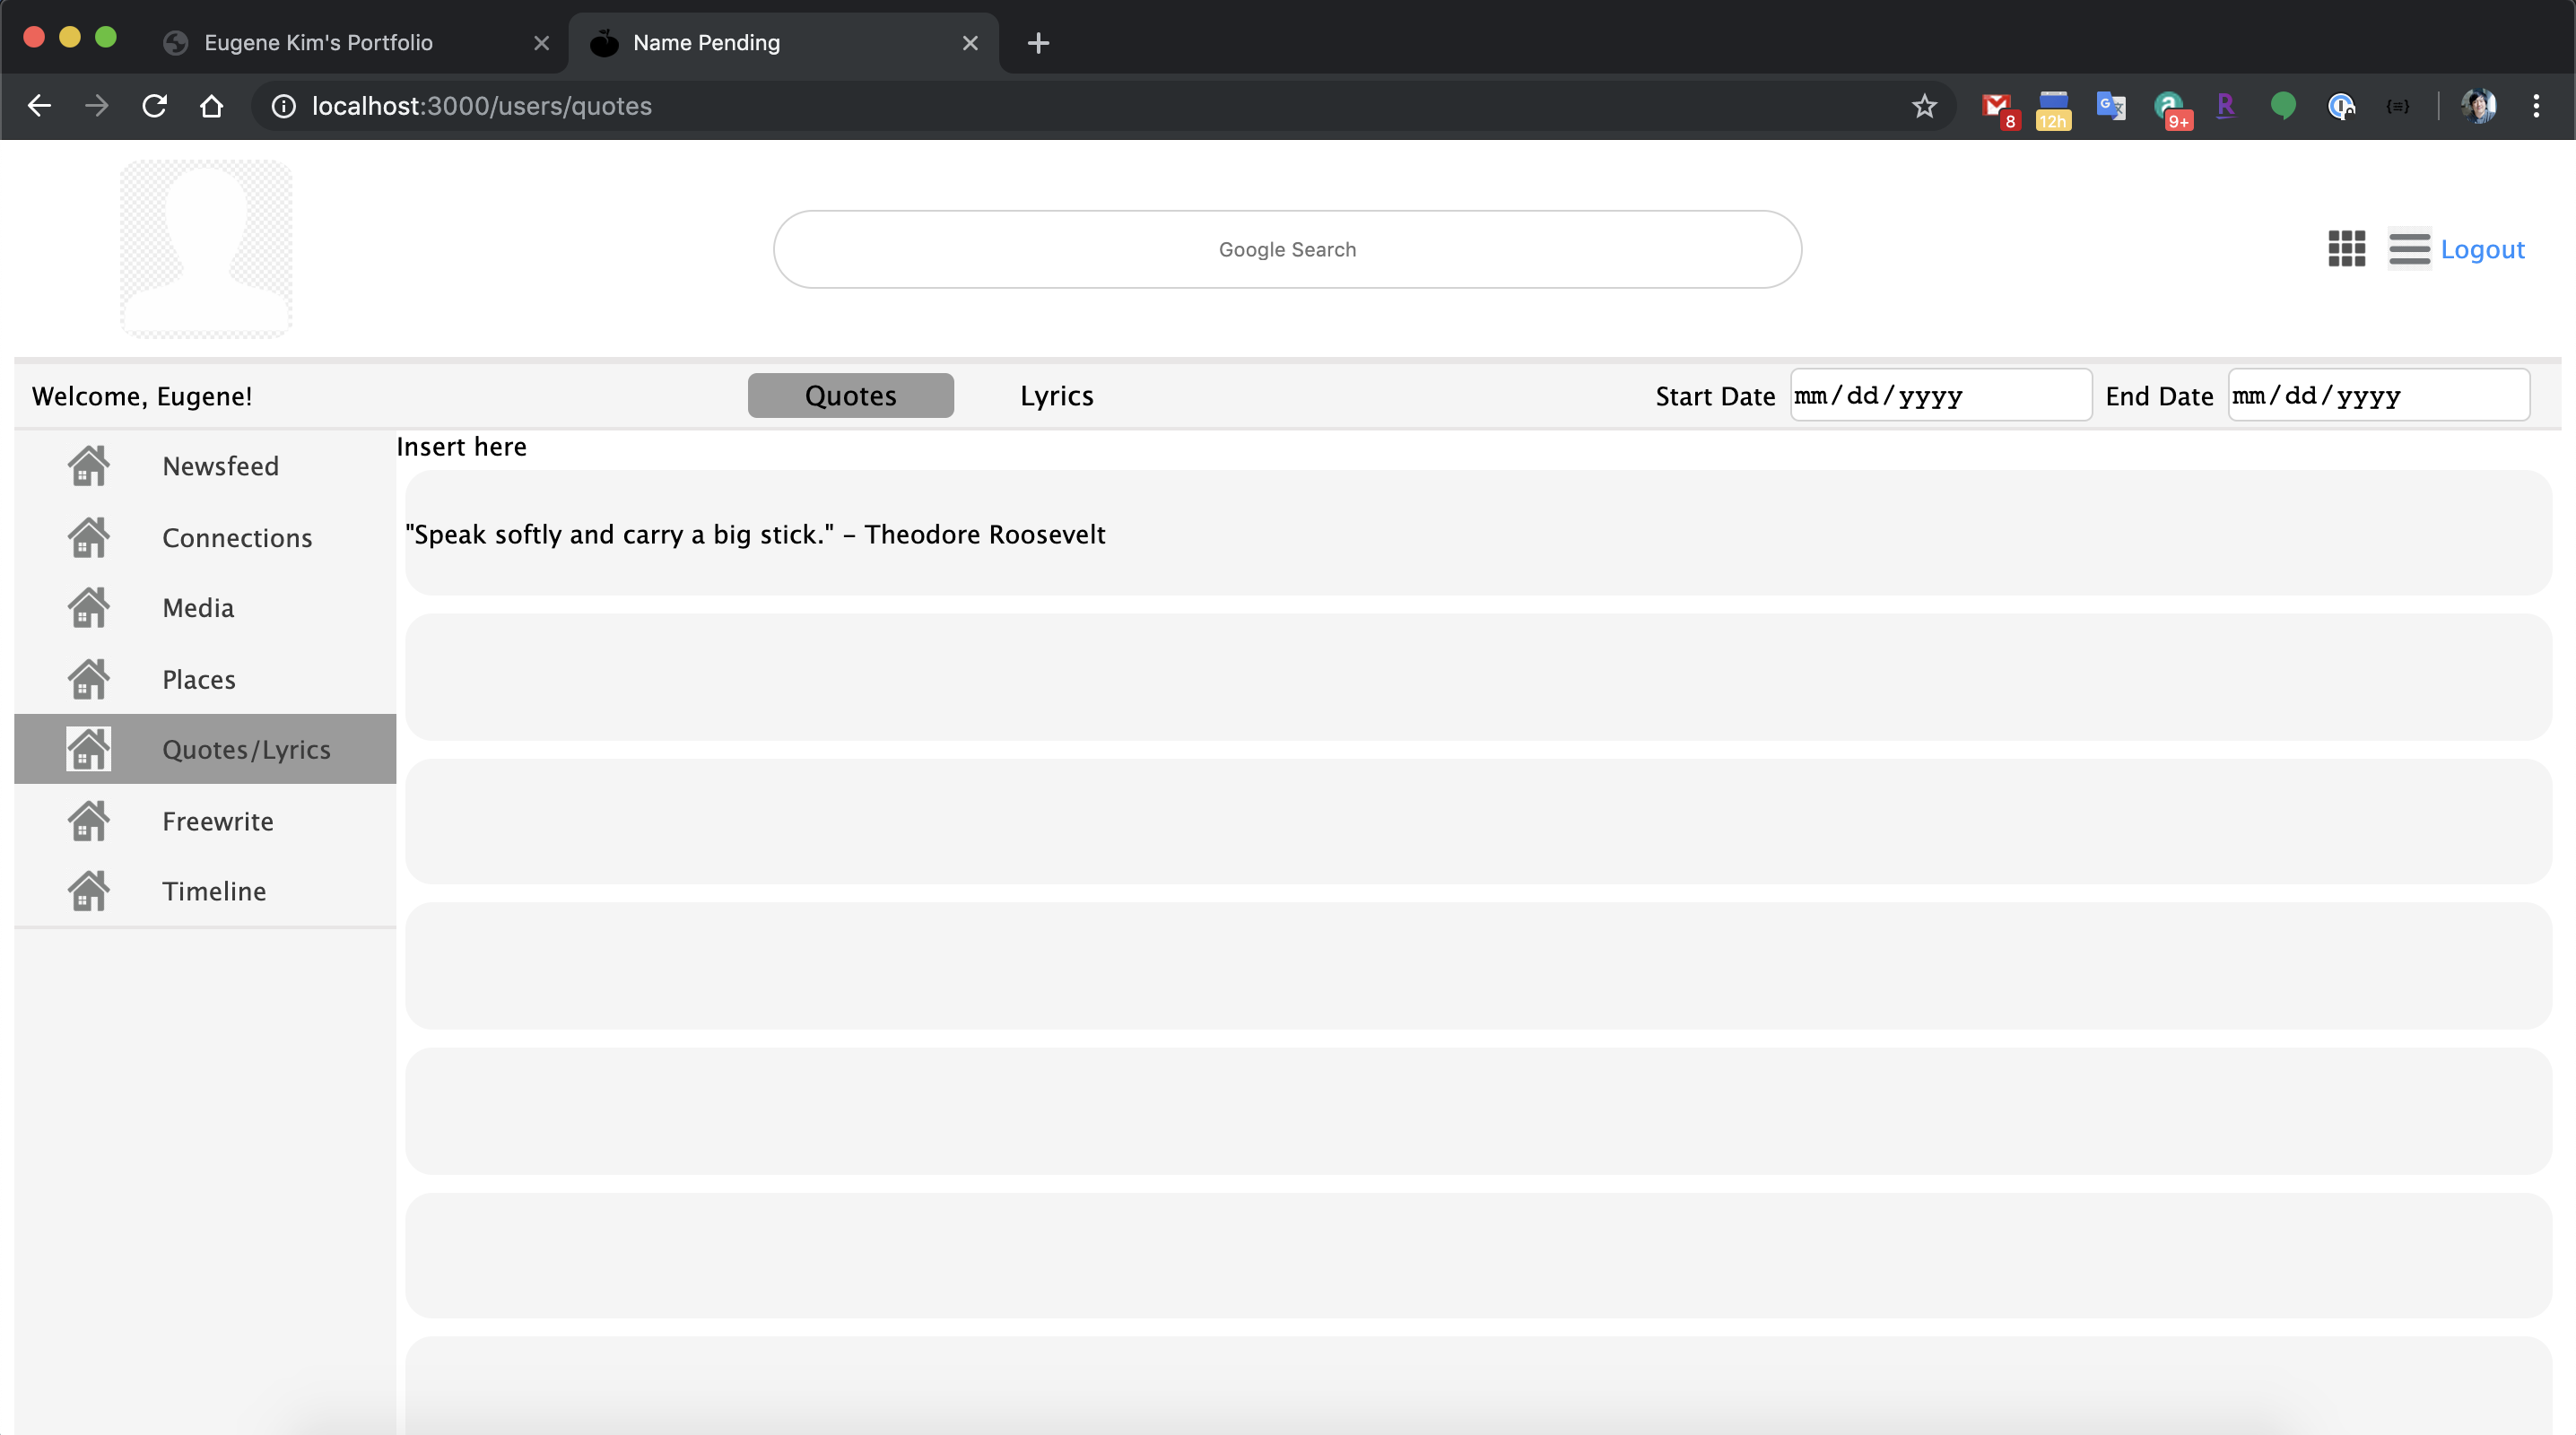 Eugene Kim's Portfolio
Name Pending
localhost:3000/users/quotes
8
12h
9+
R
Google Search
Logout
Welcome, Eugene!
Quotes
Lyrics
Start Date
mm/dd/yyyy
End Date
mm/dd/yyyy
Newsfeed
Connections
Media
Places
Quotes/Lyrics
Freewrite
Timeline
Insert here
"Speak softly and carry a big stick." – Theodore Roosevelt